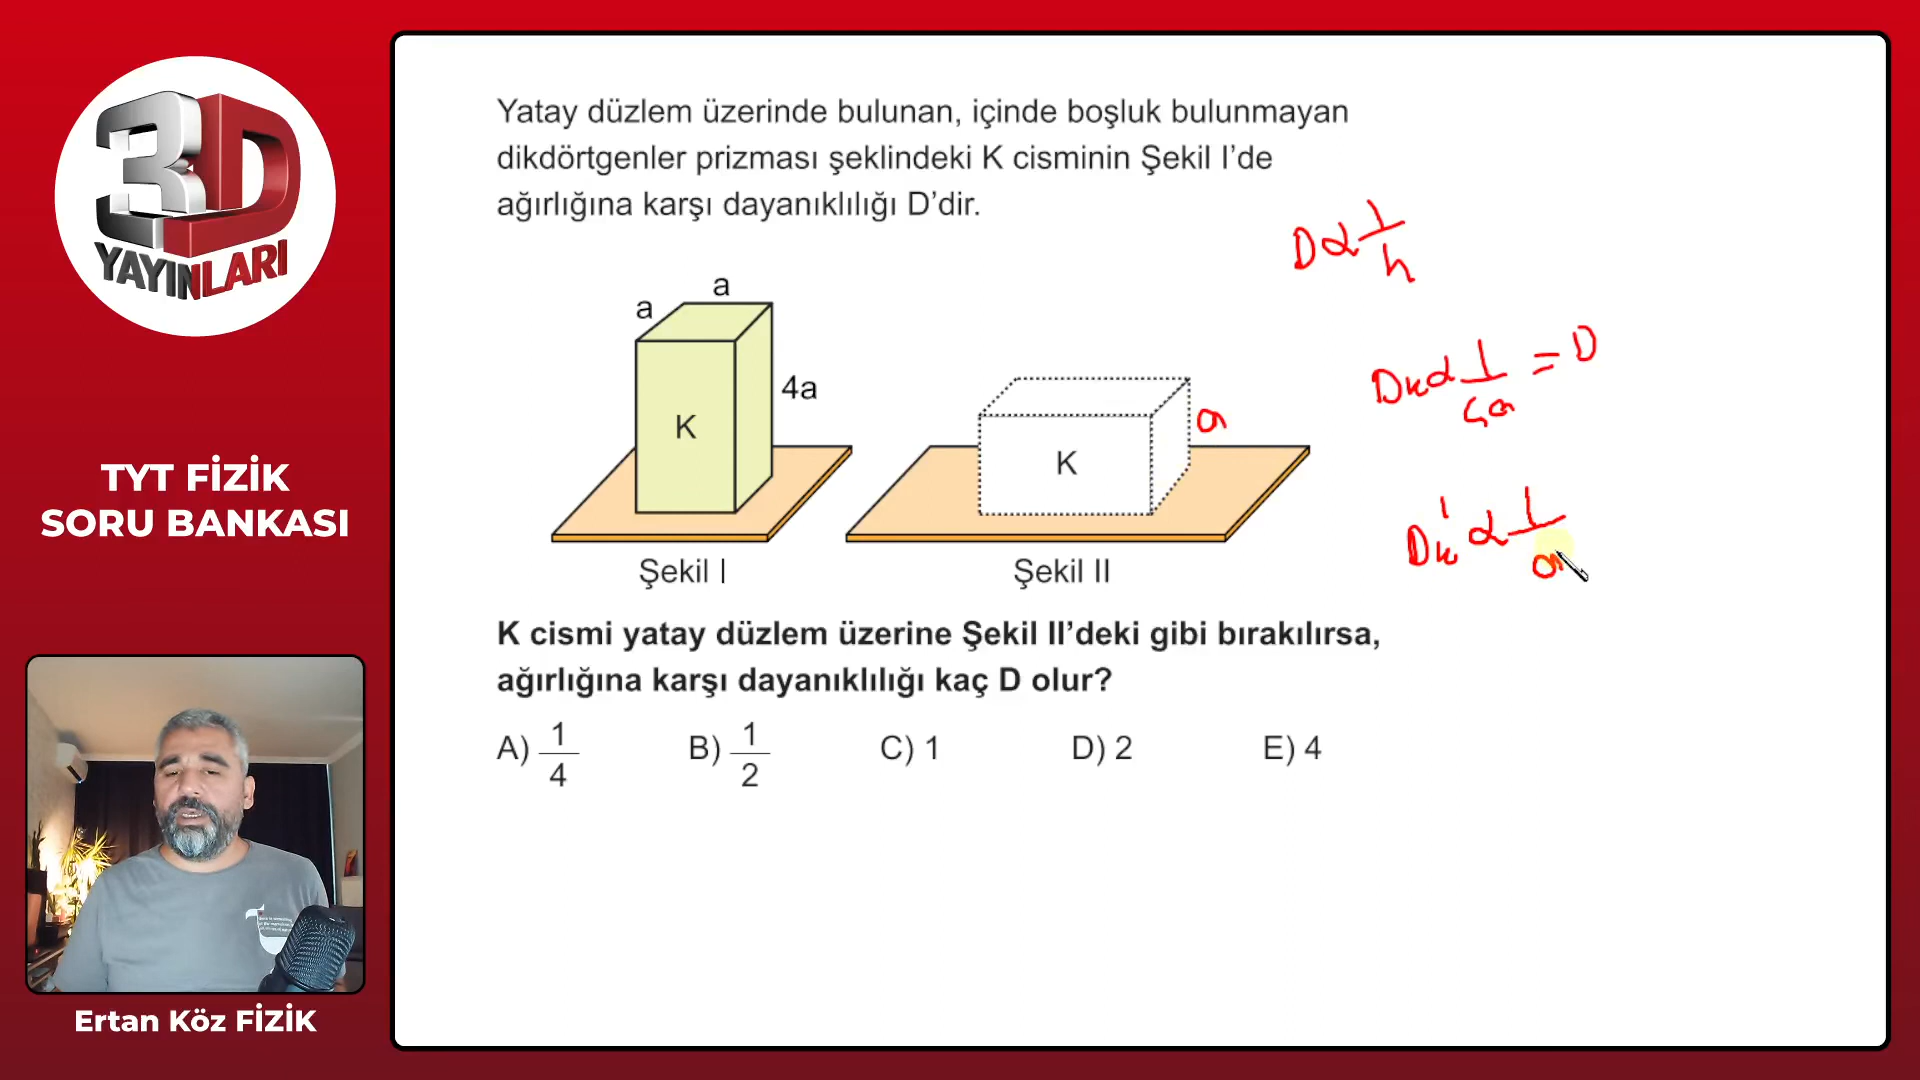 3D
YAYINLARI
TYT FİZİK
SORU BANKASI
Ertan Köz FİZİK
Yatay düzlem üzerinde bulunan, içinde boşluk bulunmayan
dikdörtgenler prizması şeklindeki K cisminin Şekil I’de
ağırlığına karşı dayanıklılığı D’dir.
D α 1/h
a
a
4a
K
Şekil I
K
a
Şekil II
Dk α 1/4a = D
Dk' α 1/a
K cismi yatay düzlem üzerine Şekil II’deki gibi bırakılırsa,
ağırlığına karşı dayanıklılığı kaç D olur?
A) 1/4 B) 1/2 C) 1 D) 2 E) 4